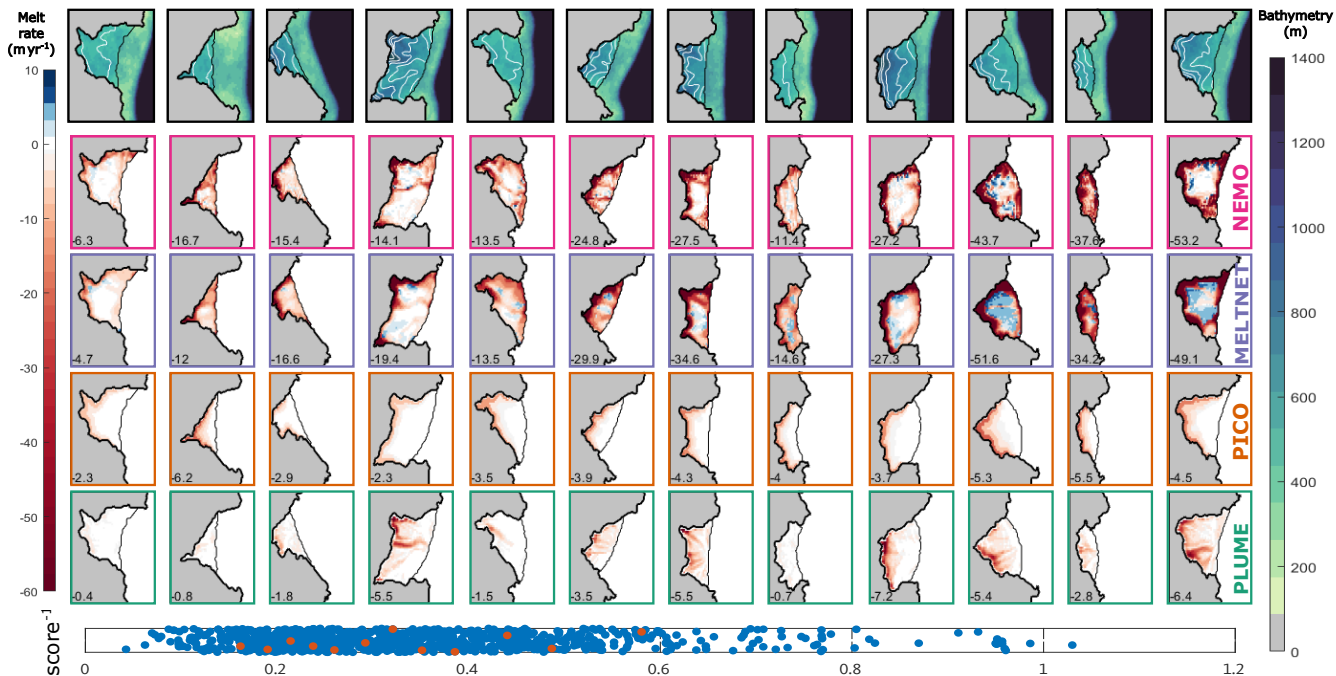 Melt
rate
(m yr⁻¹)
Bathymetry
(m)
10
0
-10
-20
-30
-40
-50
-60
1400
1200
1000
800
600
400
200
0
-6.3 -16.7 -15.4 -14.1 -13.5 -24.8 -27.5 -11.4 -27.2 -43.7 -37.6 -53.2
NEMO
-4.7 -12 -16.6 -19.4 -13.5 -29.9 -34.6 -14.6 -27.3 -51.6 -34.2 -49.1
MELTNET
-2.3 -6.2 -2.9 -2.3 -3.5 -3.9 -4.3 -4 -3.7 -5.3 -5.5 -4.5
PICO
-0.4 -0.8 -1.8 -5.5 -1.5 -3.5 -5.5 -0.7 -7.2 -5.4 -2.8 -6.4
PLUME
score⁻¹
0 0.2 0.4 0.6 0.8 1 1.2